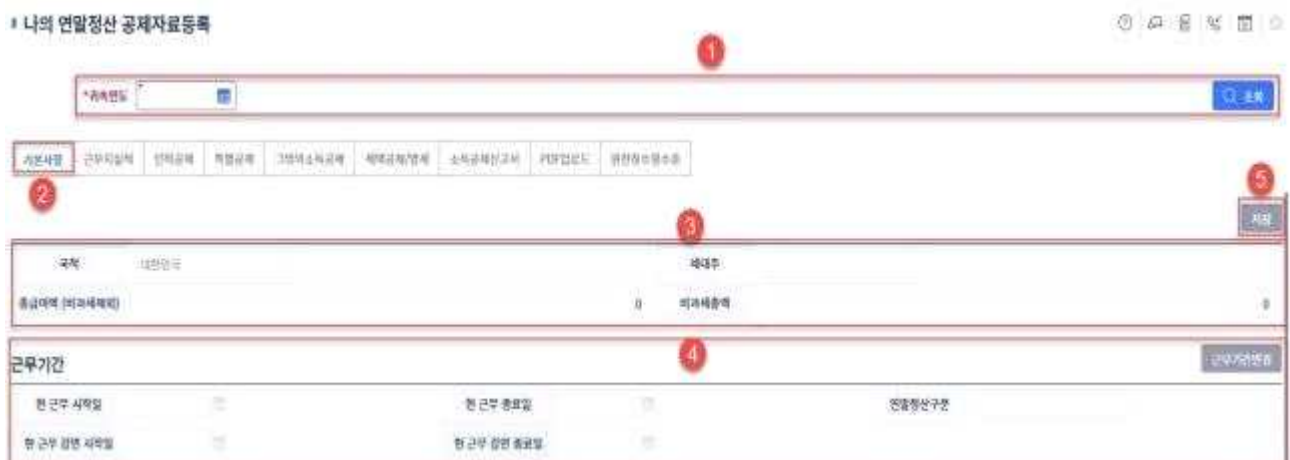 나의 연말정산 공제자료등록
1
*귀속연도
조회
기본사항 근무지실적 인적공제 특별공제 그밖의소득공제 세액감면/공제 소득공제신고서 PDF업로드 원천징수영수증
2
5
저장
3
국적 대한민국 세대주
총급여액 (비과세제외) 0 비과세총액 0
4
근무기간 근무기간변경
현 근무 시작일 현 근무 종료일 연말정산구분
현 근무 감면 시작일 현 근무 감면 종료일